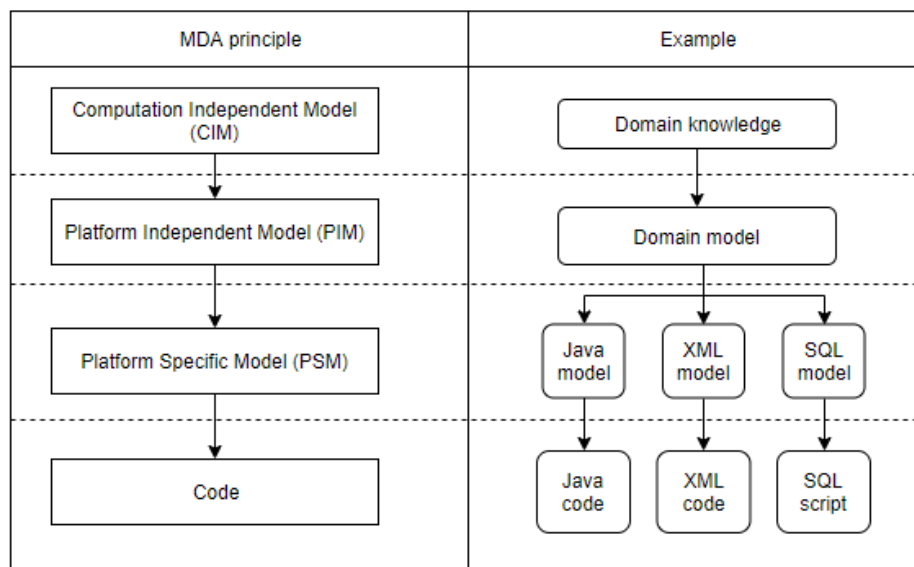 MDA principle
Example
Computation Independent Model
(CIM)
Domain knowledge
Platform Independent Model (PIM)
Domain model
Platform Specific Model (PSM)
Java
model
XML
model
SQL
model
Code
Java
code
XML
code
SQL
script